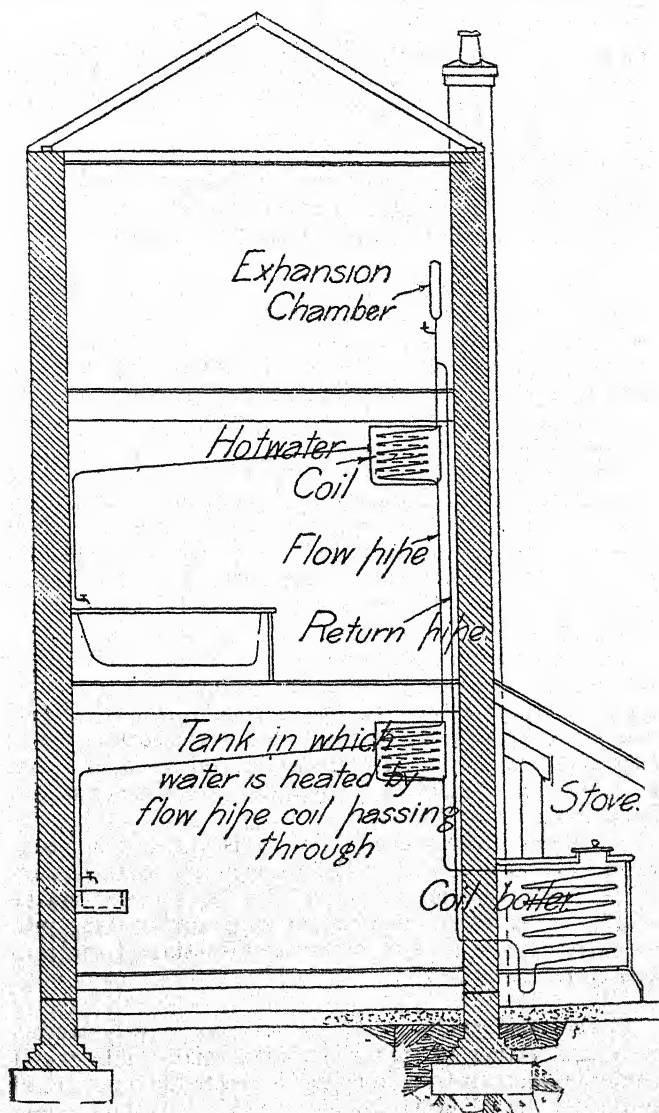 Expansion
Chamber
Hotwater
Coil
Flow pipe
Return pipe
Tank in which
water is heated by
flow pipe coil passing
through
Stove.
Coil boiler